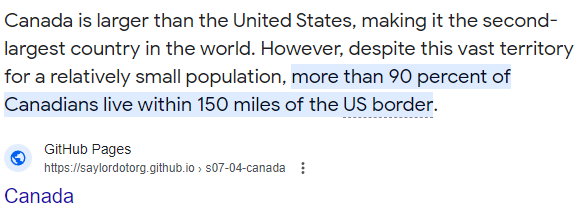 Canada is larger than the United States, making it the second-
largest country in the world. However, despite this vast territory
for a relatively small population, more than 90 percent of
Canadians live within 150 miles of the US border.
GitHub Pages
https://saylordotorg.github.io › s07-04-canada
Canada